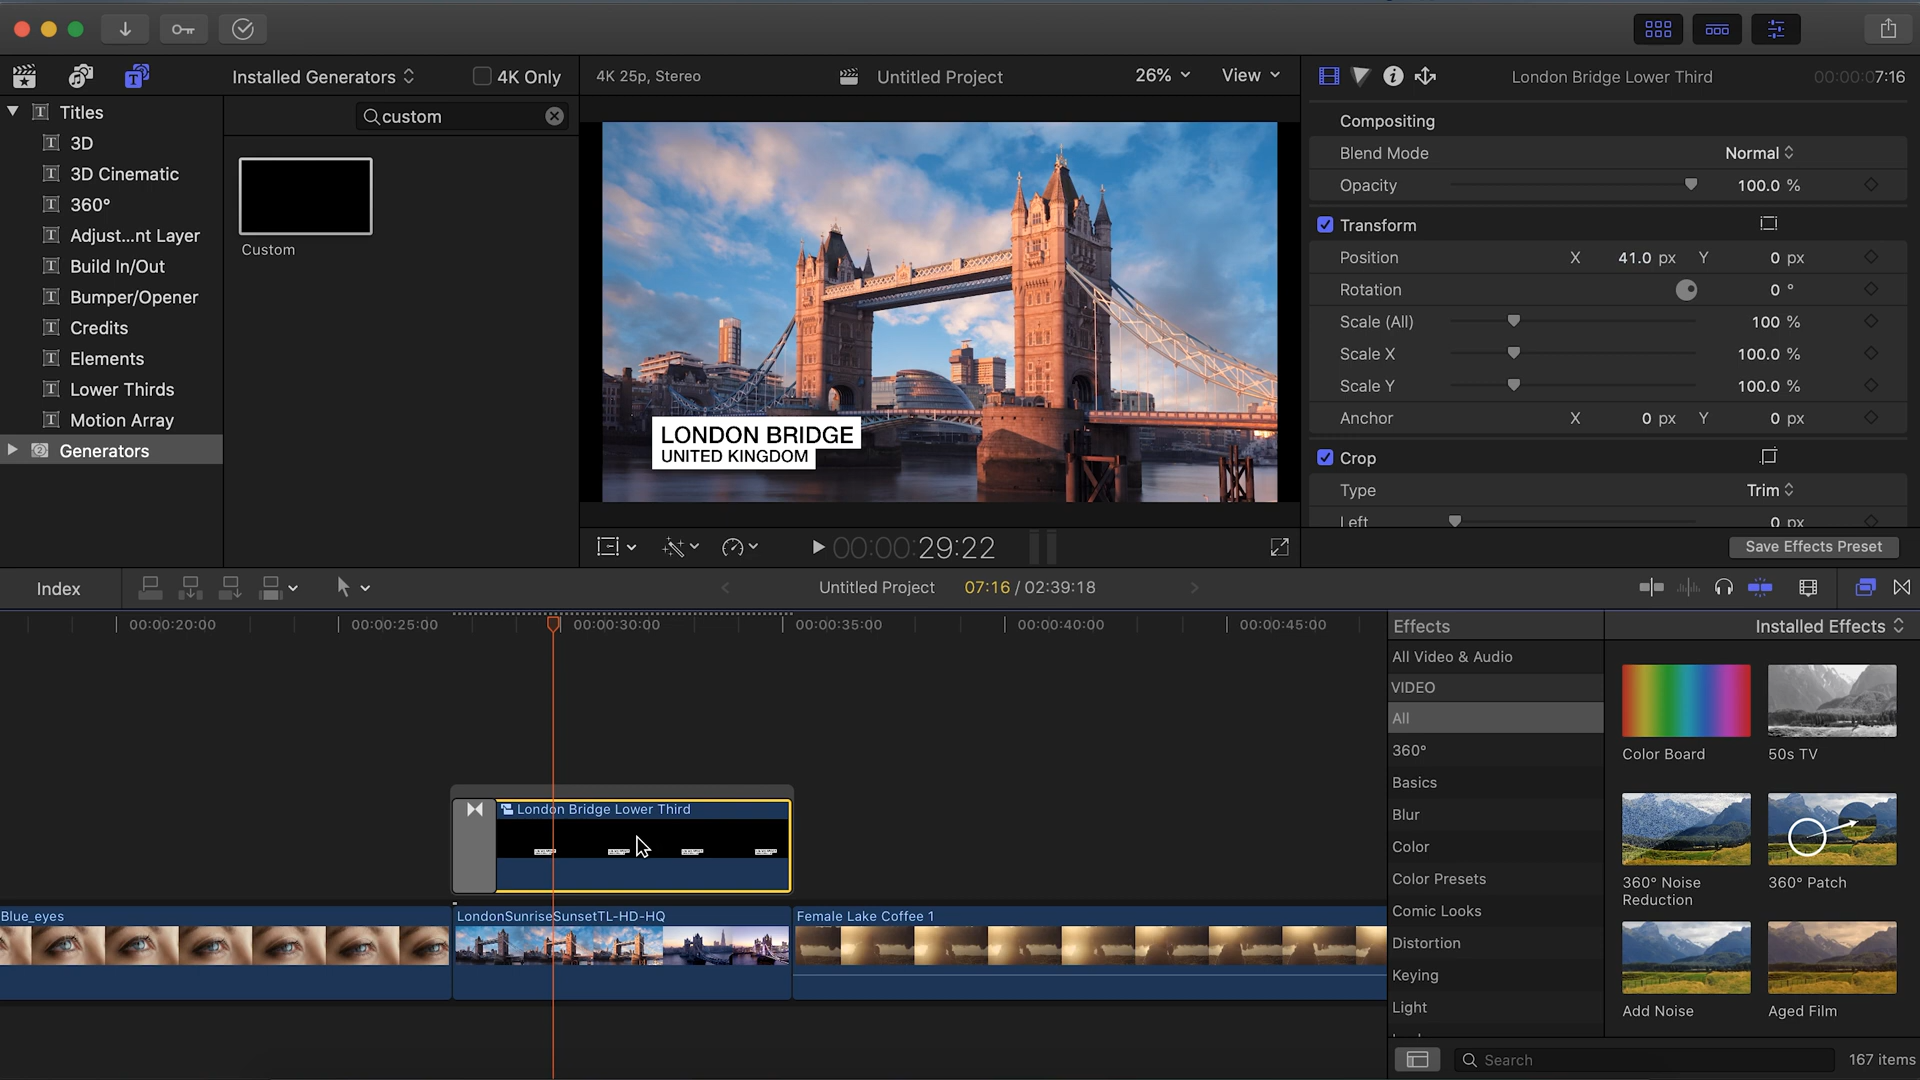 Installed Generators
4K Only
4K 25p, Stereo
Untitled Project
26%
View
London Bridge Lower Third
00:00:07:16
Titles
3D
3D Cinematic
360°
Adjust...nt Layer
Build In/Out
Bumper/Opener
Credits
Elements
Lower Thirds
Motion Array
Generators
custom
Custom
LONDON BRIDGE
UNITED KINGDOM
00:00:29:22
Compositing
Blend Mode Normal
Opacity 100.0 %
Transform
Position X 41.0 px Y 0 px
Rotation 0 °
Scale (All) 100 %
Scale X 100.0 %
Scale Y 100.0 %
Anchor X 0 px Y 0 px
Crop
Type Trim
Left 0 px
Save Effects Preset
Index
Untitled Project 07:16 / 02:39:18
00:00:20:00
00:00:25:00
00:00:30:00
00:00:35:00
00:00:40:00
00:00:45:00
London Bridge Lower Third
Blue_eyes
LondonSunriseSunsetTL-HD-HQ
Female Lake Coffee 1
Effects
Installed Effects
All Video & Audio
VIDEO
All
360°
Basics
Blur
Color
Color Presets
Comic Looks
Distortion
Keying
Light
Color Board
50s TV
360° Noise
Reduction
360° Patch
Add Noise
Aged Film
Search
167 items